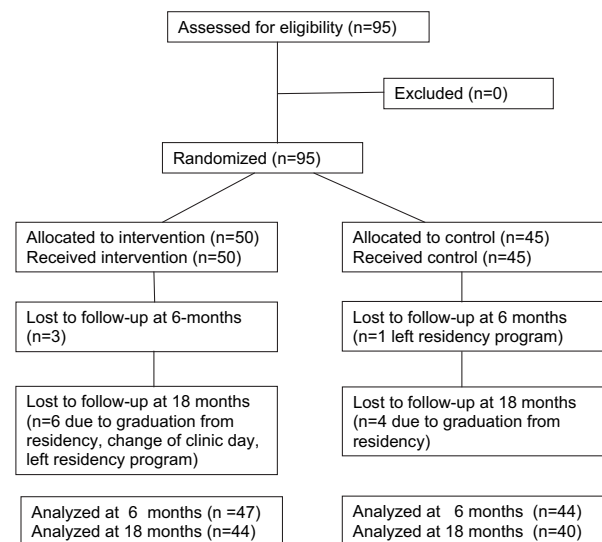 Assessed for eligibility (n=95)
Excluded (n=0)
Randomized (n=95)
Allocated to intervention (n=50)
Received intervention (n=50)
Allocated to control (n=45)
Received control (n=45)
Lost to follow-up at 6-months
(n=3)
Lost to follow-up at 6 months
(n=1 left residency program)
Lost to follow-up at 18 months
(n=6 due to graduation from
residency, change of clinic day,
left residency program)
Lost to follow-up at 18 months
(n=4 due to graduation from
residency)
Analyzed at 6 months (n =47)
Analyzed at 18 months (n=44)
Analyzed at 6 months (n=44)
Analyzed at 18 months (n=40)